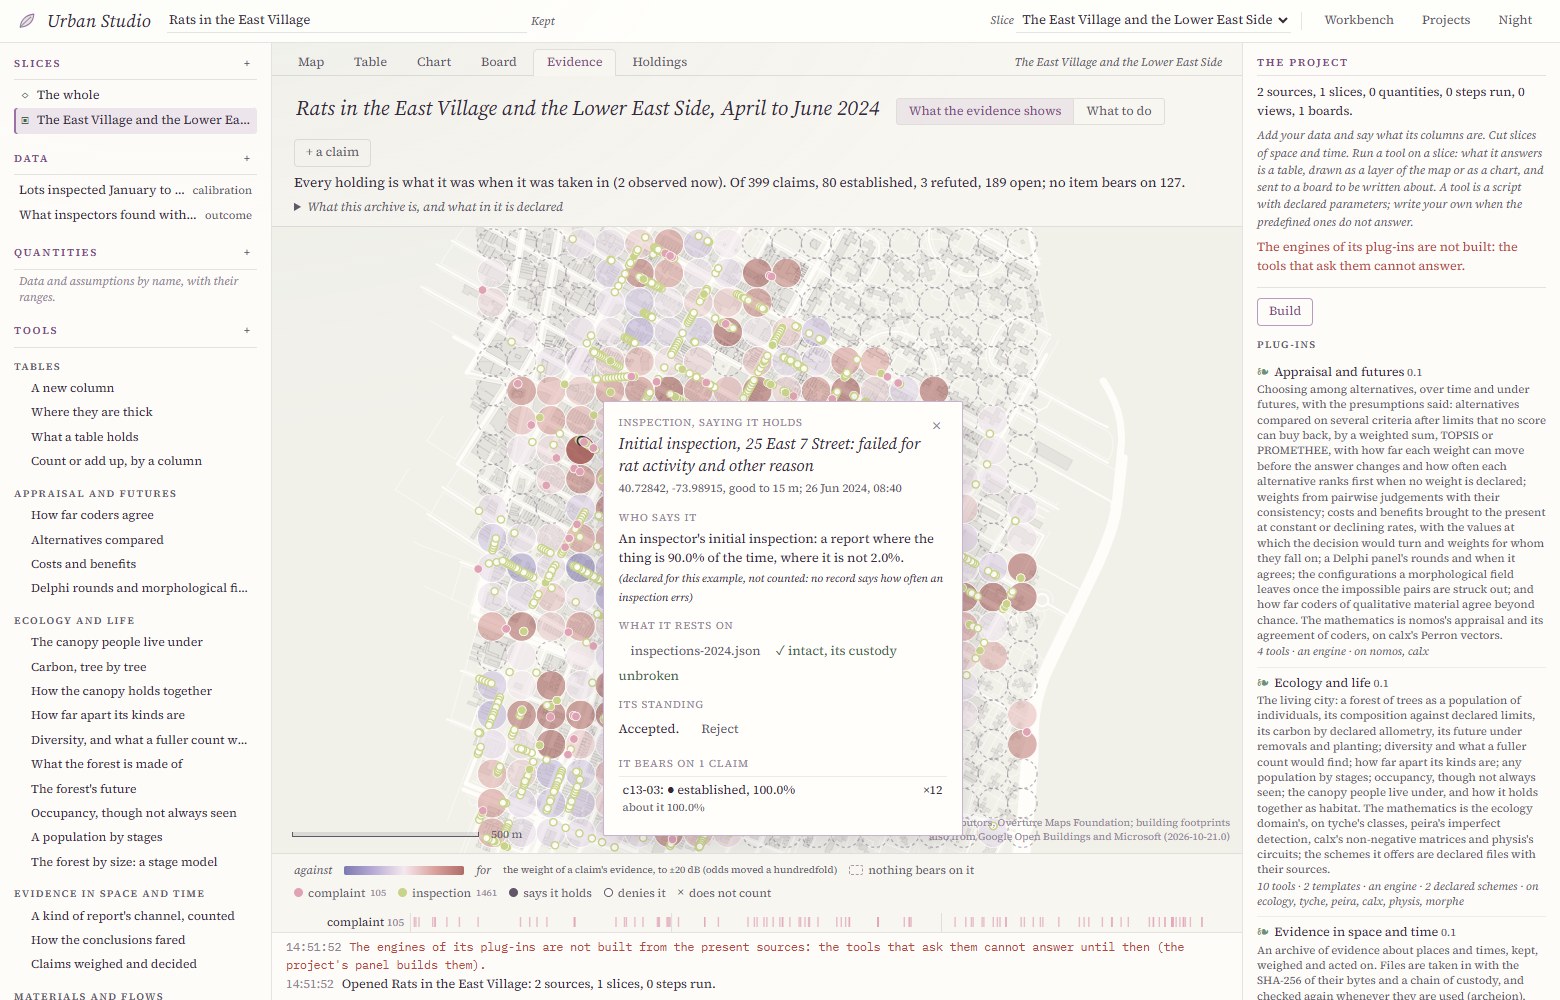 Urban Studio
Rats in the East Village
Kept
Slice The East Village and the Lower East Side
Workbench
Projects
Night
SLICES +
The whole
The East Village and the Lower Ea...
DATA +
Lots inspected January to ... calibration
What inspectors found with... outcome
QUANTITIES +
Data and assumptions by name, with their
ranges.
TOOLS +
TABLES
A new column
Where they are thick
What a table holds
Count or add up, by a column
APPRAISAL AND FUTURES
How far coders agree
Alternatives compared
Costs and benefits
Delphi rounds and morphological fi...
ECOLOGY AND LIFE
The canopy people live under
Carbon, tree by tree
How the canopy holds together
How far apart its kinds are
Diversity, and what a fuller count w...
What the forest is made of
The forest's future
Occupancy, though not always seen
A population by stages
The forest by size: a stage model
EVIDENCE IN SPACE AND TIME
A kind of report's channel, counted
How the conclusions fared
Claims weighed and decided
MATERIALS AND FLOWS
Map Table Chart Board Evidence Holdings
The East Village and the Lower East Side
Rats in the East Village and the Lower East Side, April to June 2024
What the evidence shows
What to do
+ a claim
Every holding is what it was when it was taken in (2 observed now). Of 399 claims, 80 established, 3 refuted, 189 open; no item bears on 127.
▶ What this archive is, and what in it is declared
INSPECTION, SAYING IT HOLDS ×
Initial inspection, 25 East 7 Street: failed for
rat activity and other reason
40.72842, -73.98915, good to 15 m; 26 Jun 2024, 08:40
WHO SAYS IT
An inspector's initial inspection: a report where the
thing is 90.0% of the time, where it is not 2.0%.
(declared for this example, not counted: no record says how often an
inspection errs)
WHAT IT RESTS ON
inspections-2024.json ✓ intact, its custody
unbroken
ITS STANDING
Accepted. Reject
IT BEARS ON 1 CLAIM
c13-03: ● established, 100.0% ×12
about it 100.0%
500 m
Overture Maps Foundation; building footprints
also from Google Open Buildings and Microsoft (2026-10-21.0)
against for the weight of a claim's evidence, to ±20 dB (odds moved a hundredfold) nothing bears on it
complaint 105 inspection 1461 says it holds denies it × does not count
complaint 105
14:51:52 The engines of its plug-ins are not built from the present sources: the tools that ask them cannot answer until then (the
project's panel builds them).
14:51:52 Opened Rats in the East Village: 2 sources, 1 slices, 0 steps run.
THE PROJECT
2 sources, 1 slices, 0 quantities, 0 steps run, 0
views, 1 boards.
Add your data and say what its columns are. Cut slices
of space and time. Run a tool on a slice: what it answers
is a table, drawn as a layer of the map or as a chart, and
sent to a board to be written about. A tool is a script
with declared parameters; write your own when the
predefined ones do not answer.
The engines of its plug-ins are not built: the
tools that ask them cannot answer.
Build
PLUG-INS
Appraisal and futures 0.1
Choosing among alternatives, over time and under
futures, with the presumptions said: alternatives
compared on several criteria after limits that no score
can buy back, by a weighted sum, TOPSIS or
PROMETHEE, with how far each weight can move
before the answer changes and how often each
alternative ranks first when no weight is declared;
weights from pairwise judgements with their
consistency; costs and benefits brought to the present
at constant or declining rates, with the values at
which the decision would turn and weights for whom
they fall on; a Delphi panel's rounds and when it
agrees; the configurations a morphological field
leaves once the impossible pairs are struck out; and
how far coders of qualitative material agree beyond
chance. The mathematics is nomos's appraisal and its
agreement of coders, on calx's Perron vectors.
4 tools · an engine · on nomos, calx
Ecology and life 0.1
The living city: a forest of trees as a population of
individuals, its composition against declared limits,
its carbon by declared allometry, its future under
removals and planting; diversity and what a fuller
count would find; how far apart its kinds are; any
population by stages; occupancy, though not always
seen; the canopy people live under, and how it holds
together as habitat. The mathematics is the ecology
domain's, on tyche's classes, peira's imperfect
detection, calx's non-negative matrices and physis's
circuits; the schemes it offers are declared files with
their sources.
10 tools · 2 templates · an engine · 2 declared schemes · on
ecology, tyche, peira, calx, physis, morphe
Evidence in space and time 0.1
An archive of evidence about places and times, kept,
weighed and acted on. Files are taken in with the
SHA-256 of their bytes and a chain of custody, and
checked again whenever they are used (archeion).